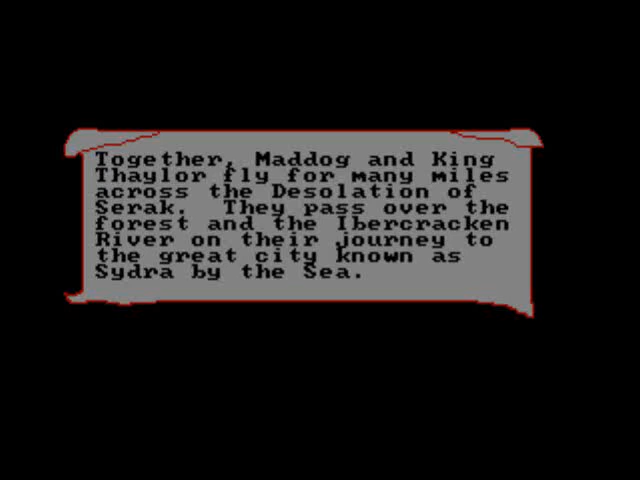 Together, Maddog and King
Thaylor fly for many miles
across the Desolation of
Serak.  They pass over the
forest and the Ibercracken
River on their journey to
the great city known as
Sydra by the Sea.